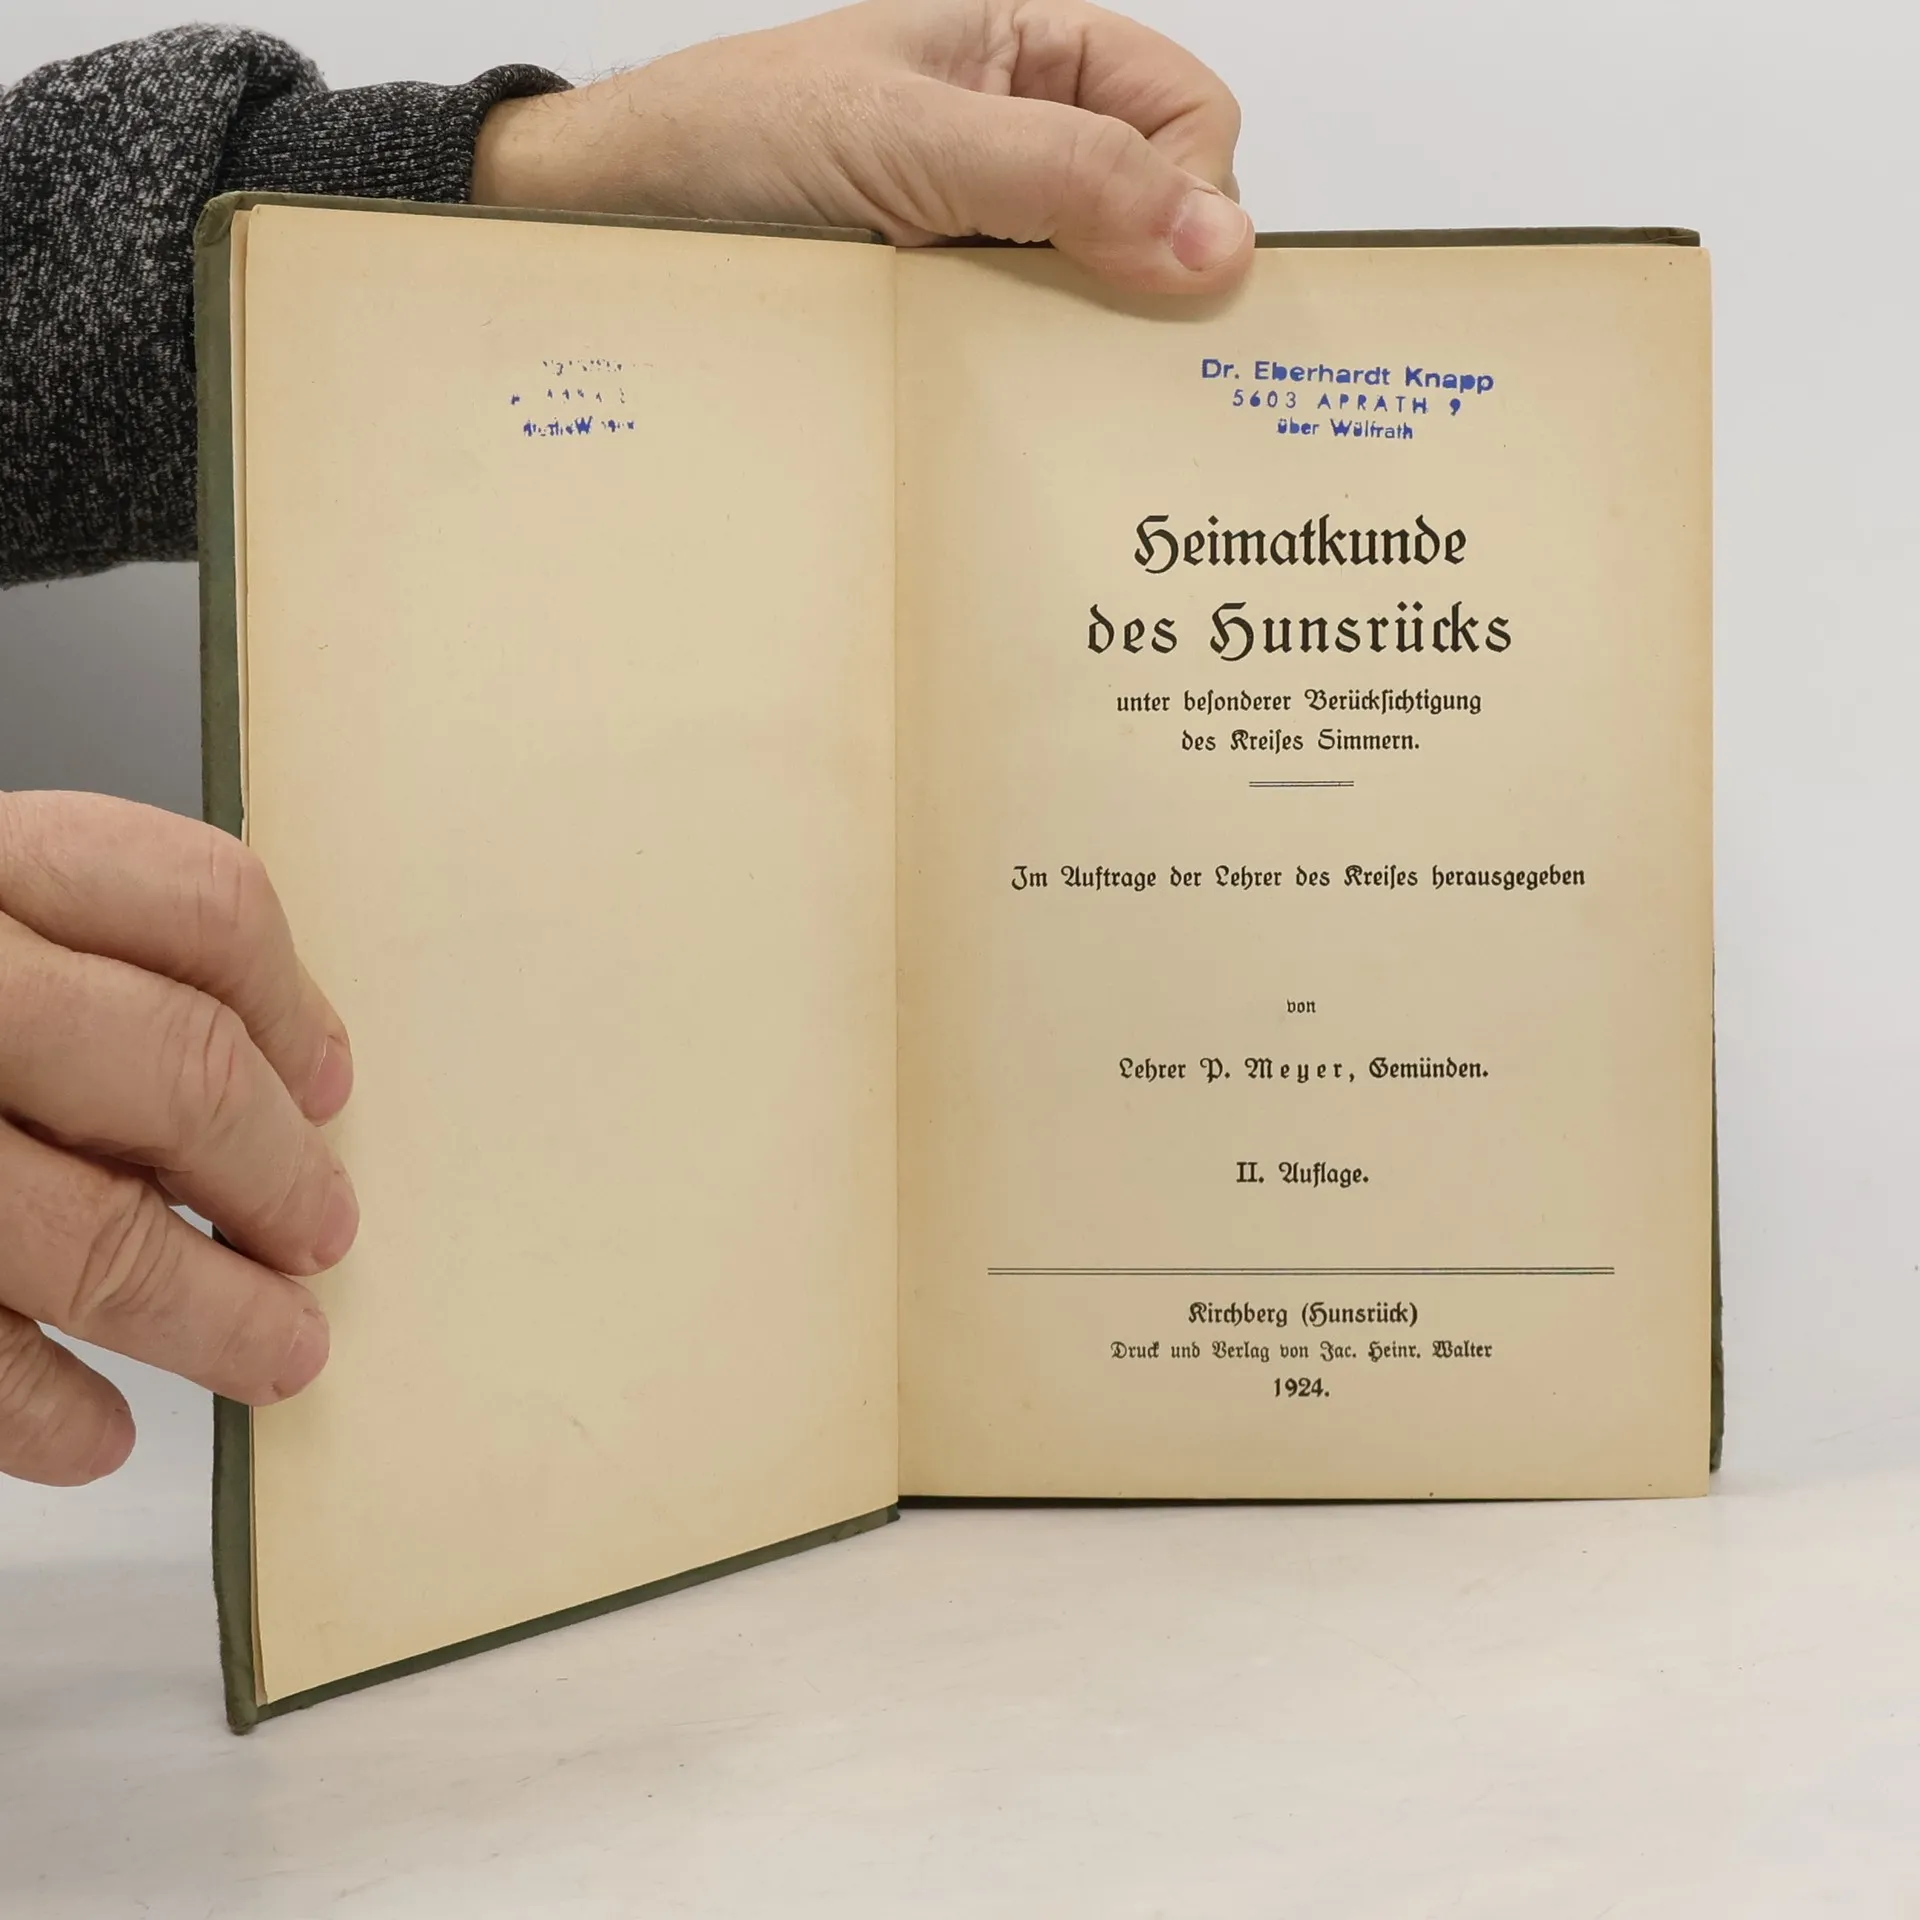 Dr. Eberhardt Knapp
5603 APRATH 9
über Wülfrath
Heimatkunde
des Hunsrücks
unter beſonderer Berückſichtigung
des Kreiſes Simmern.
Im Auftrage der Lehrer des Kreiſes herausgegeben
von
Lehrer P. Meyer, Gemünden.
II. Auflage.
Kirchberg (Hunsrück)
Druck und Verlag von Jac. Heinr. Walter
1924.